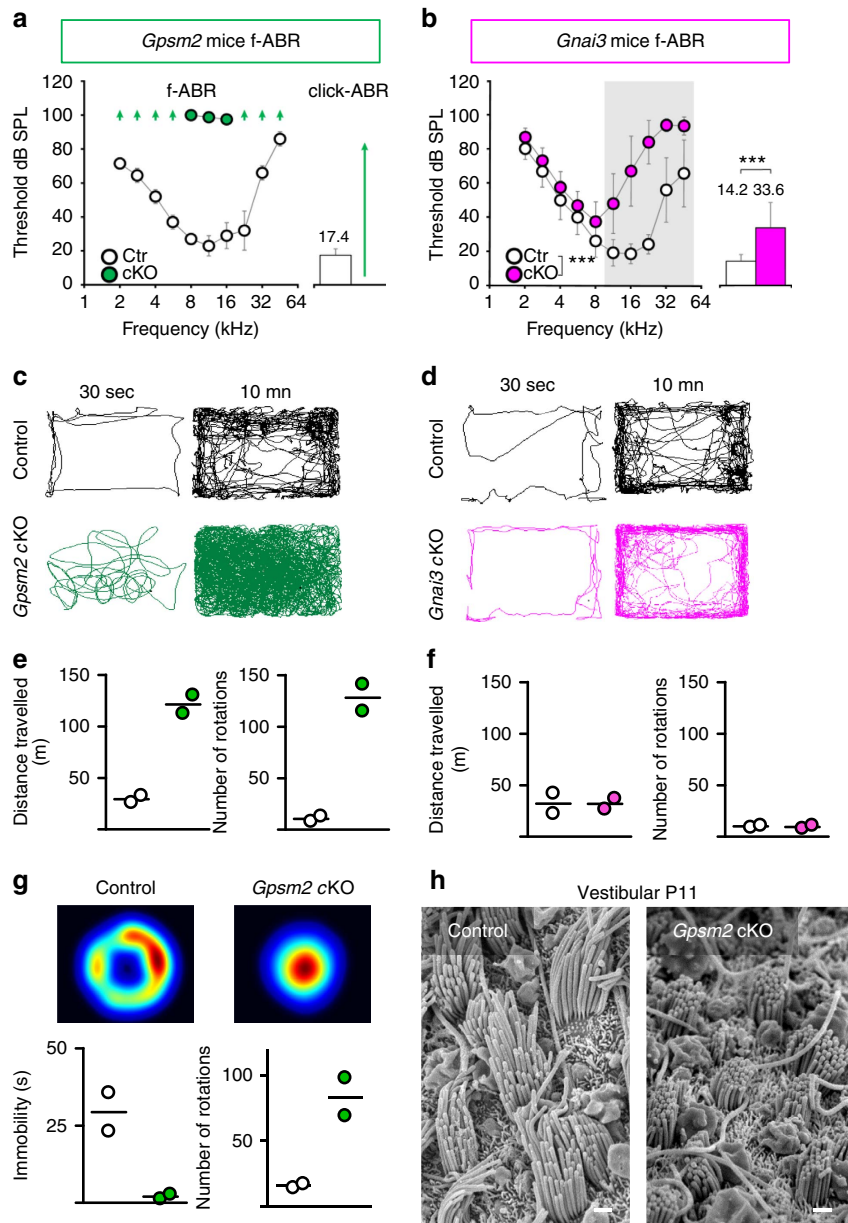 a
Gpsm2 mice f-ABR
f-ABR
click-ABR
Threshold dB SPL
120
100
80
60
40
20
0
17.4
Ctr
cKO
1 2 4 8 16 32 64
Frequency (kHz)
b
Gnai3 mice f-ABR
Threshold dB SPL
120
100
80
60
40
20
0
***
14.2 33.6
Ctr
cKO
***
1 2 4 8 16 32 64
Frequency (kHz)
c
30 sec
10 mn
Control
Gpsm2 cKO
d
30 sec
10 mn
Control
Gnai3 cKO
e
Distance travelled
(m)
150
100
50
Number of rotations
150
100
50
f
Distance travelled
(m)
150
100
50
Number of rotations
150
100
50
g
Control
Gpsm2 cKO
Immobility (s)
50
25
Number of rotations
100
50
h
Vestibular P11
Control
Gpsm2 cKO